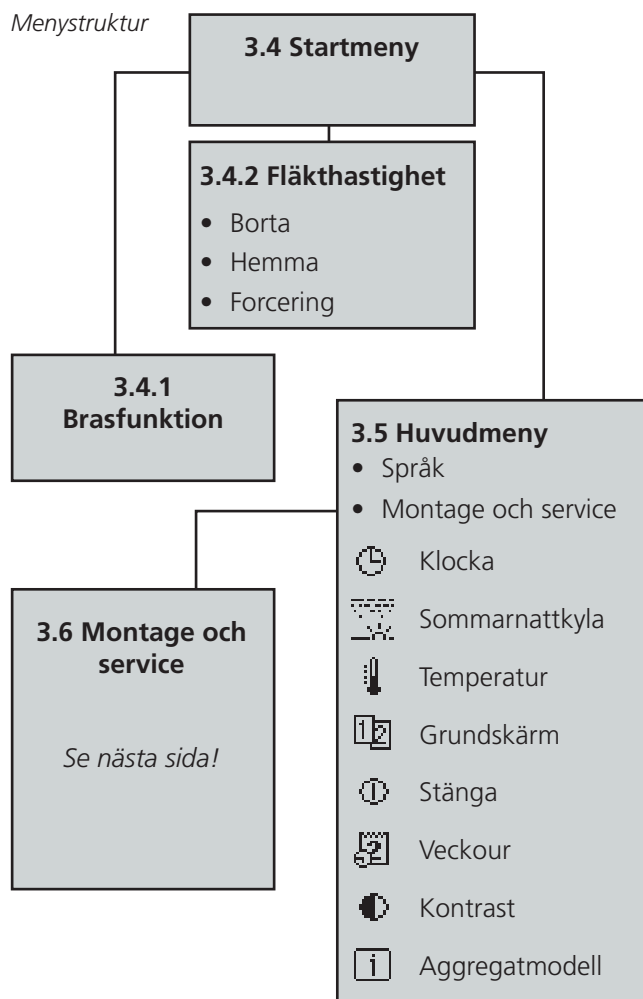 Menystruktur
3.4 Startmeny
3.4.2 Fläkthastighet
• Borta
• Hemma
• Forcering
3.4.1
Brasfunktion
3.5 Huvudmeny
• Språk
• Montage och service
Klocka
Sommarnattkyla
Temperatur
12 Grundskärm
Stänga
2 Veckour
Kontrast
i Aggregatmodell
3.6 Montage och
service
Se nästa sida!